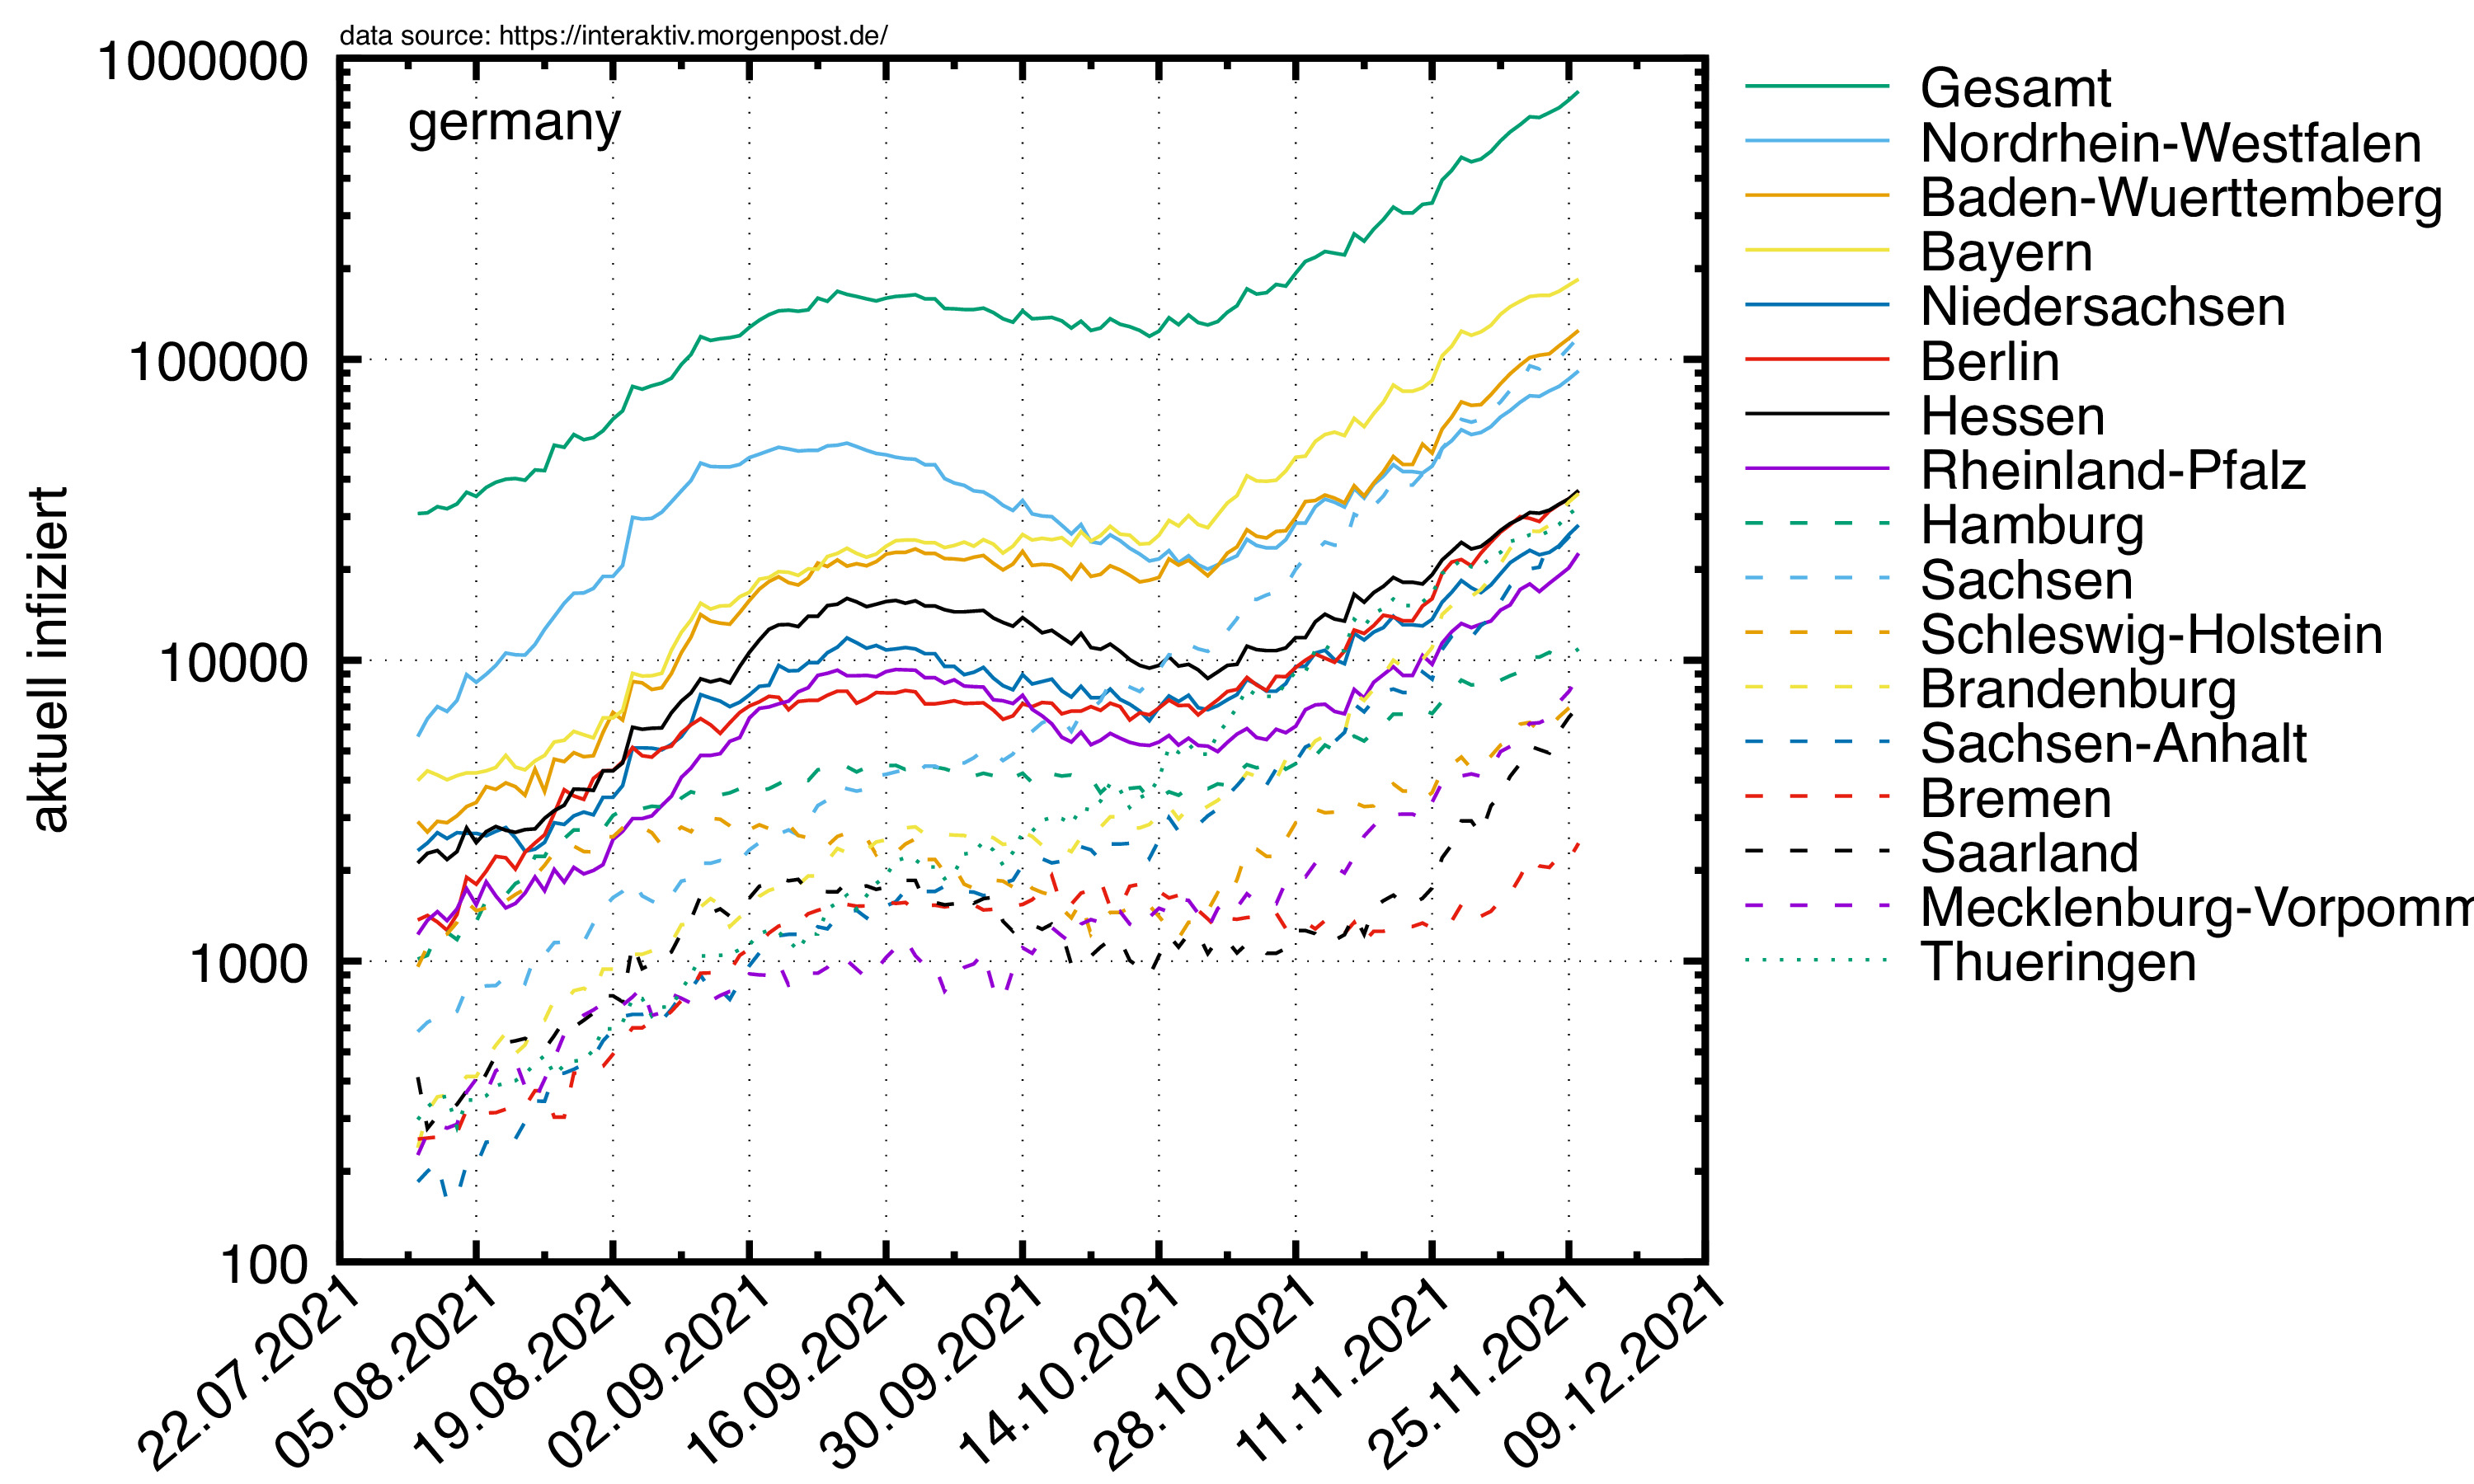 data source: https://interaktiv.morgenpost.de/
germany
aktuell infiziert
1000000
100000
10000
1000
100
22.07.2021
05.08.2021
19.08.2021
02.09.2021
16.09.2021
30.09.2021
14.10.2021
28.10.2021
11.11.2021
25.11.2021
09.12.2021
Gesamt
Nordrhein-Westfalen
Baden-Wuerttemberg
Bayern
Niedersachsen
Berlin
Hessen
Rheinland-Pfalz
Hamburg
Sachsen
Schleswig-Holstein
Brandenburg
Sachsen-Anhalt
Bremen
Saarland
Mecklenburg-Vorpomm
Thueringen